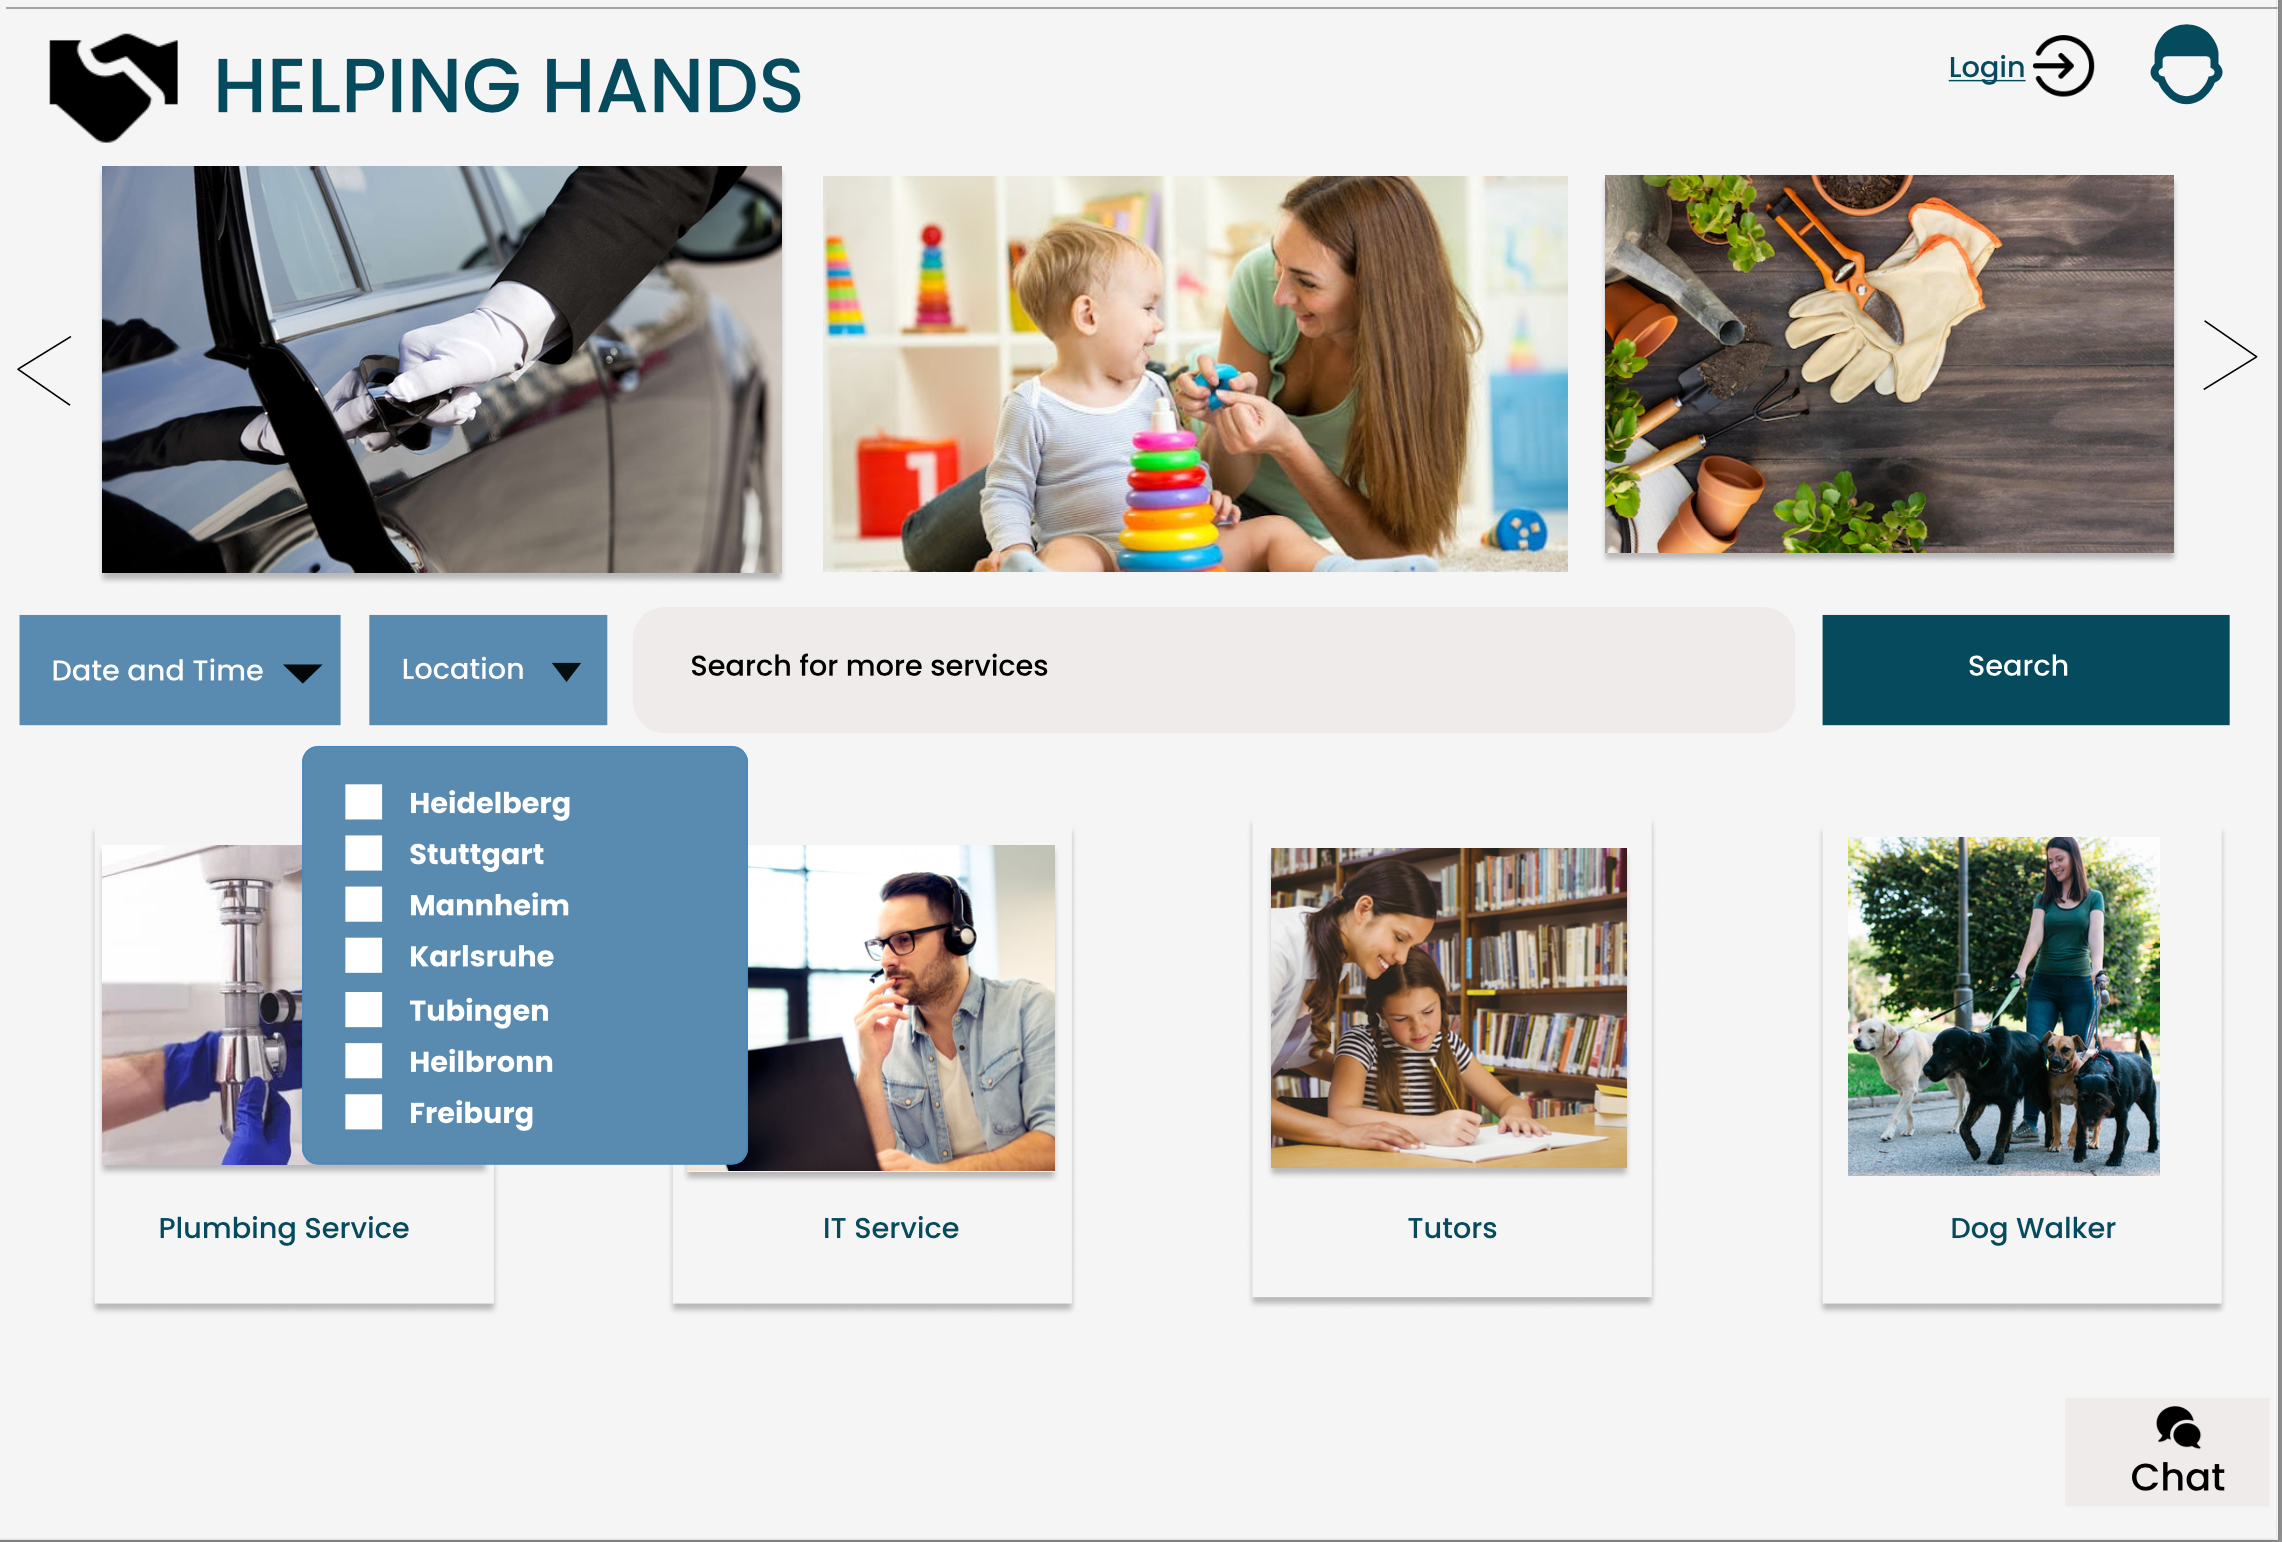 HELPING HANDS
Login
1
Date and Time
Location
Search for more services
Search
Heidelberg
Stuttgart
Mannheim
Karlsruhe
Tubingen
Heilbronn
Freiburg
Plumbing Service
IT Service
Tutors
Dog Walker
Chat